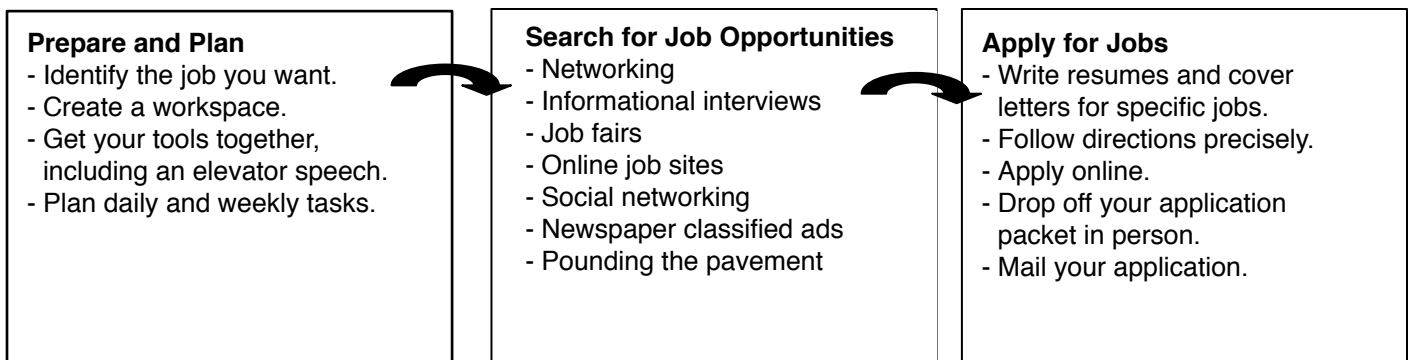 Prepare and Plan
- Identify the job you want.
- Create a workspace.
- Get your tools together,
including an elevator speech.
- Plan daily and weekly tasks.
Search for Job Opportunities
- Networking
- Informational interviews
- Job fairs
- Online job sites
- Social networking
- Newspaper classified ads
- Pounding the pavement
Apply for Jobs
- Write resumes and cover
letters for specific jobs.
- Follow directions precisely.
- Apply online.
- Drop off your application
packet in person.
- Mail your application.